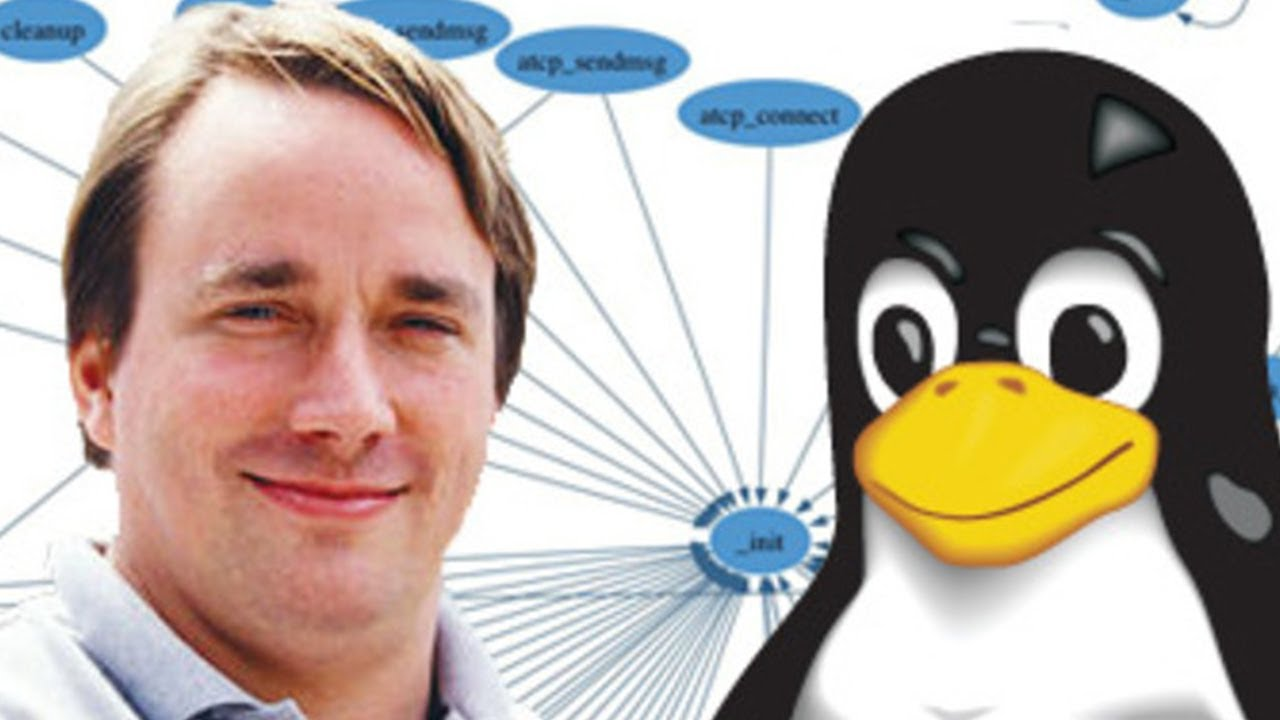 cleanup
sendmsg
atcp_sendmsg
atcp_connect
_init